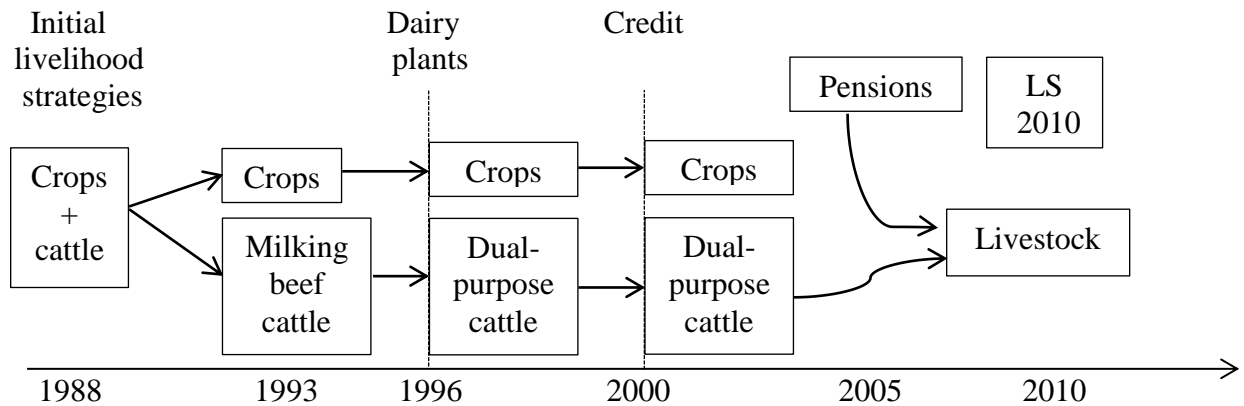 Initial
livelihood
strategies
Dairy
plants
Credit
Pensions
LS
2010
Crops
+
cattle
Crops
Crops
Crops
Milking
beef
cattle
Dual-
purpose
cattle
Dual-
purpose
cattle
Livestock
1988
1993
1996
2000
2005
2010